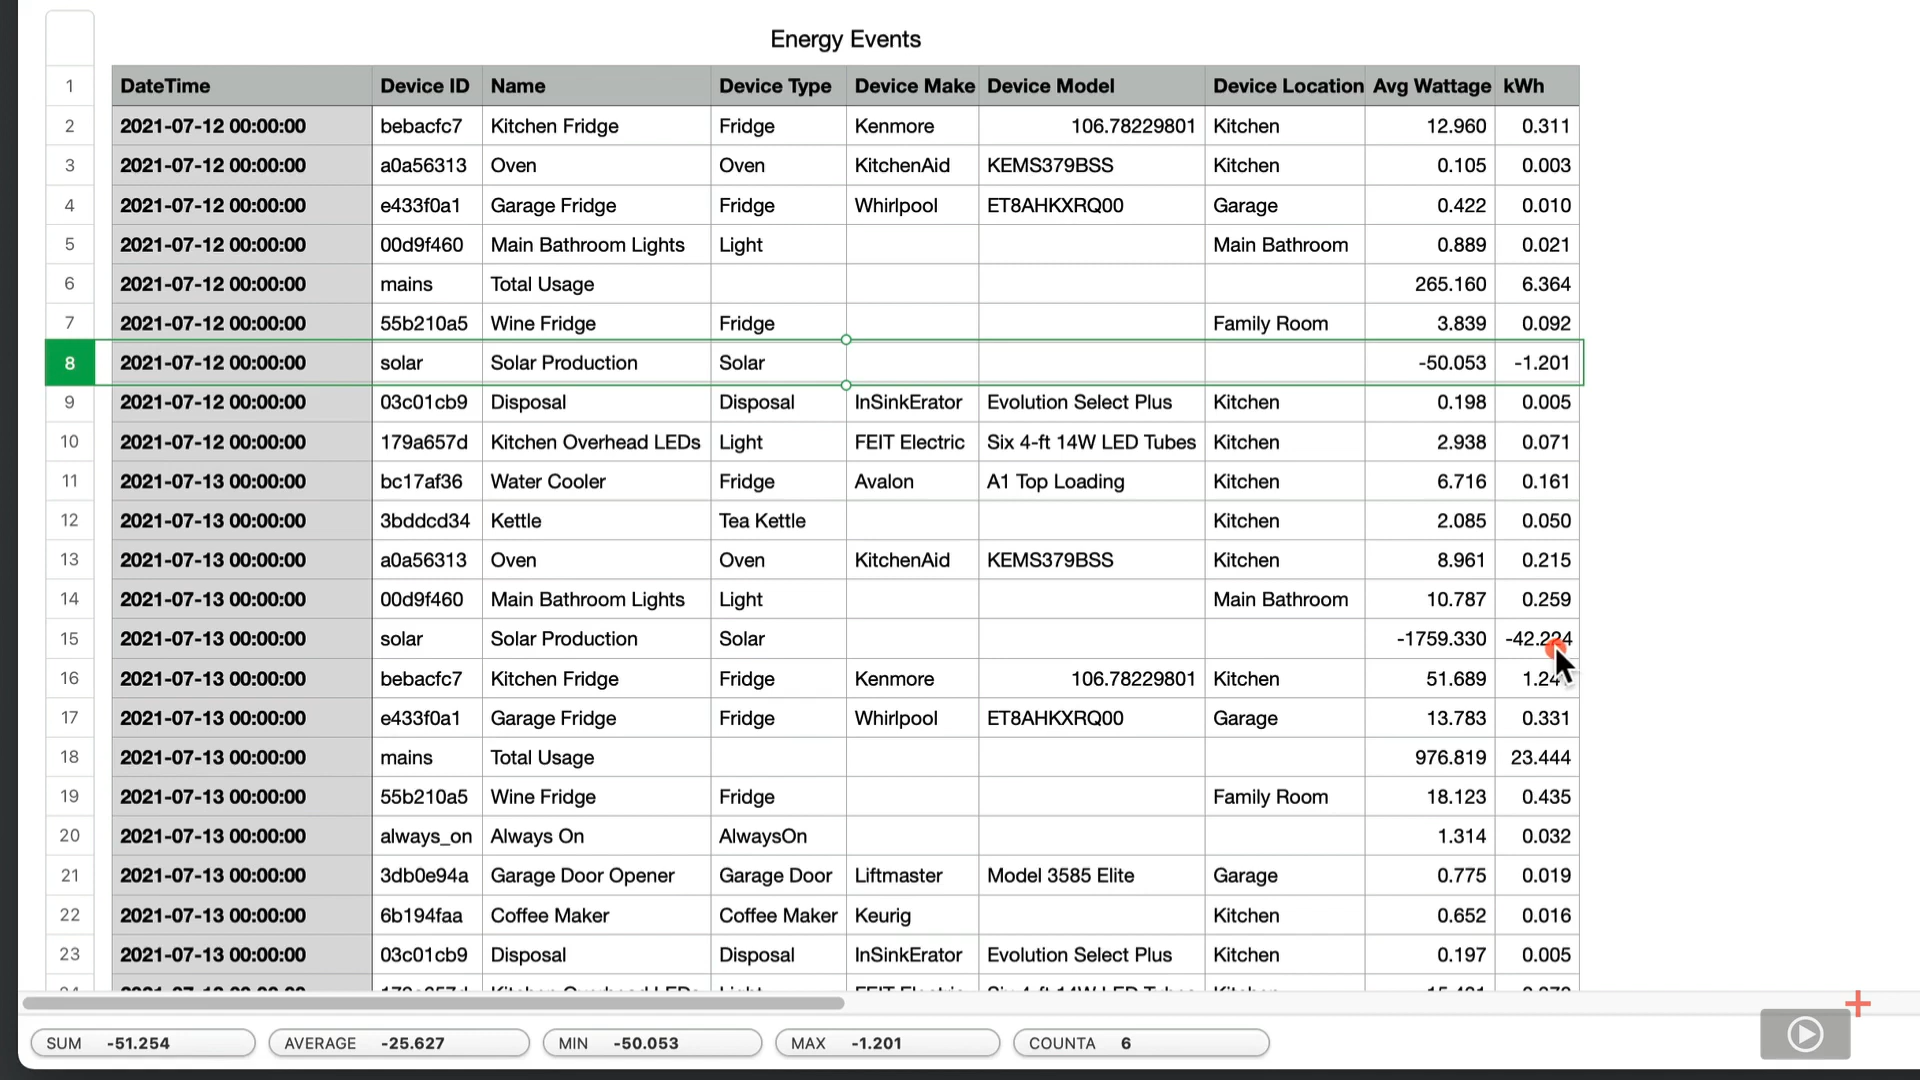 Energy Events
1 DateTime Device ID Name Device Type Device Make Device Model Device Location Avg Wattage kWh
2 2021-07-12 00:00:00 bebacfc7 Kitchen Fridge Fridge Kenmore 106.78229801 Kitchen 12.960 0.311
3 2021-07-12 00:00:00 a0a56313 Oven Oven KitchenAid KEMS379BSS Kitchen 0.105 0.003
4 2021-07-12 00:00:00 e433f0a1 Garage Fridge Fridge Whirlpool ET8AHKXRQ00 Garage 0.422 0.010
5 2021-07-12 00:00:00 00d9f460 Main Bathroom Lights Light Main Bathroom 0.889 0.021
6 2021-07-12 00:00:00 mains Total Usage 265.160 6.364
7 2021-07-12 00:00:00 55b210a5 Wine Fridge Fridge Family Room 3.839 0.092
8 2021-07-12 00:00:00 solar Solar Production Solar -50.053 -1.201
9 2021-07-12 00:00:00 03c01cb9 Disposal Disposal InSinkErator Evolution Select Plus Kitchen 0.198 0.005
10 2021-07-12 00:00:00 179a657d Kitchen Overhead LEDs Light FEIT Electric Six 4-ft 14W LED Tubes Kitchen 2.938 0.071
11 2021-07-13 00:00:00 bc17af36 Water Cooler Fridge Avalon A1 Top Loading Kitchen 6.716 0.161
12 2021-07-13 00:00:00 3bddcd34 Kettle Tea Kettle Kitchen 2.085 0.050
13 2021-07-13 00:00:00 a0a56313 Oven Oven KitchenAid KEMS379BSS Kitchen 8.961 0.215
14 2021-07-13 00:00:00 00d9f460 Main Bathroom Lights Light Main Bathroom 10.787 0.259
15 2021-07-13 00:00:00 solar Solar Production Solar -1759.330
16 2021-07-13 00:00:00 bebacfc7 Kitchen Fridge Fridge Kenmore 106.78229801 Kitchen 51.689
17 2021-07-13 00:00:00 e433f0a1 Garage Fridge Fridge Whirlpool ET8AHKXRQ00 Garage 13.783 0.331
18 2021-07-13 00:00:00 mains Total Usage 976.819 23.444
19 2021-07-13 00:00:00 55b210a5 Wine Fridge Fridge Family Room 18.123 0.435
20 2021-07-13 00:00:00 always_on Always On AlwaysOn 1.314 0.032
21 2021-07-13 00:00:00 3db0e94a Garage Door Opener Garage Door Liftmaster Model 3585 Elite Garage 0.775 0.019
22 2021-07-13 00:00:00 6b194faa Coffee Maker Coffee Maker Keurig Kitchen 0.652 0.016
23 2021-07-13 00:00:00 03c01cb9 Disposal Disposal InSinkErator Evolution Select Plus Kitchen 0.197 0.005
SUM -51.254 AVERAGE -25.627 MIN -50.053 MAX -1.201 COUNTA 6